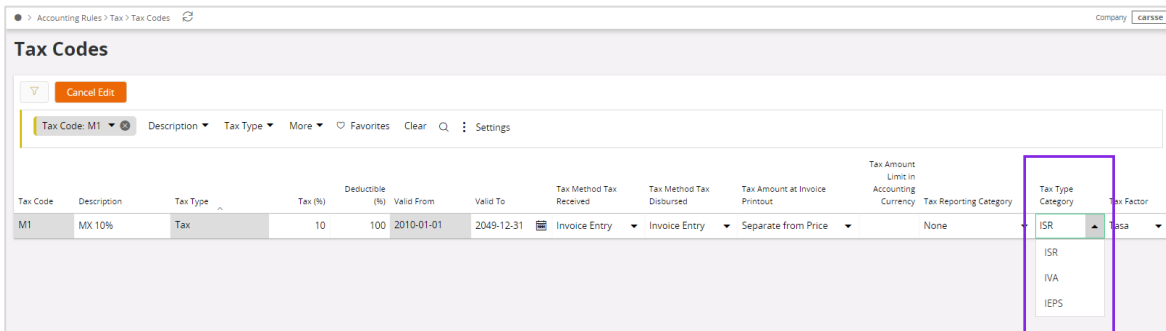 Accounting Rules > Tax > Tax Codes
Company carsse
Tax Codes
Cancel Edit
Tax Code: M1 Description Tax Type More Favorites Clear Settings
Tax Code Description Tax Type Tax (%) Deductible (%) Valid From Valid To Tax Method Tax Received Tax Method Tax Disbursed Tax Amount at Invoice Printout Tax Amount Limit in Accounting Currency Tax Reporting Category Tax Type Category Tax Factor
M1 MX 10% Tax 10 100 2010-01-01 2049-12-31 Invoice Entry Invoice Entry Separate from Price None ISR Tasa
ISR
IVA
IEPS